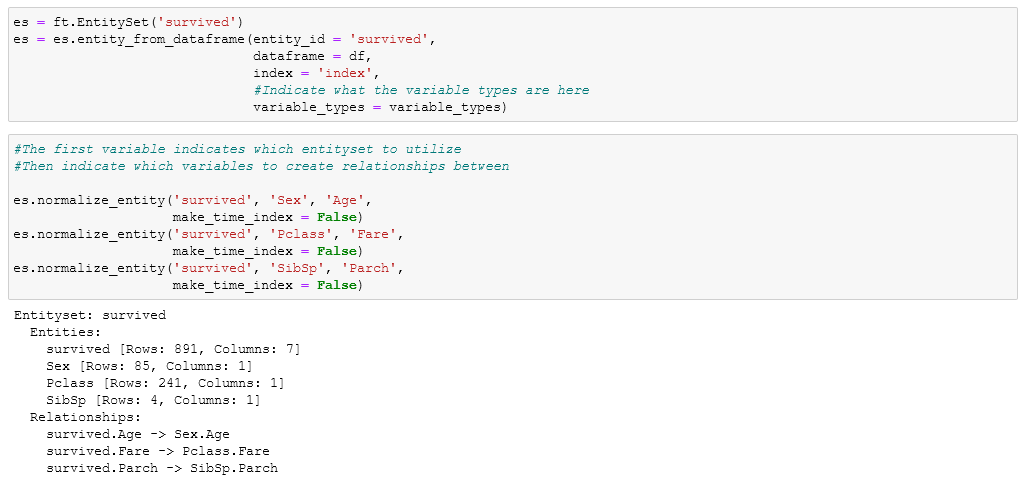 es = ft.EntitySet('survived')
es = es.entity_from_dataframe(entity_id = 'survived',
dataframe = df,
index = 'index',
#Indicate what the variable types are here
variable_types = variable_types)
#The first variable indicates which entityset to utilize
#Then indicate which variables to create relationships between
es.normalize_entity('survived', 'Sex', 'Age',
make_time_index = False)
es.normalize_entity('survived', 'Pclass', 'Fare',
make_time_index = False)
es.normalize_entity('survived', 'SibSp', 'Parch',
make_time_index = False)
Entityset: survived
Entities:
survived [Rows: 891, Columns: 7]
Sex [Rows: 85, Columns: 1]
Pclass [Rows: 241, Columns: 1]
SibSp [Rows: 4, Columns: 1]
Relationships:
survived.Age -> Sex.Age
survived.Fare -> Pclass.Fare
survived.Parch -> SibSp.Parch